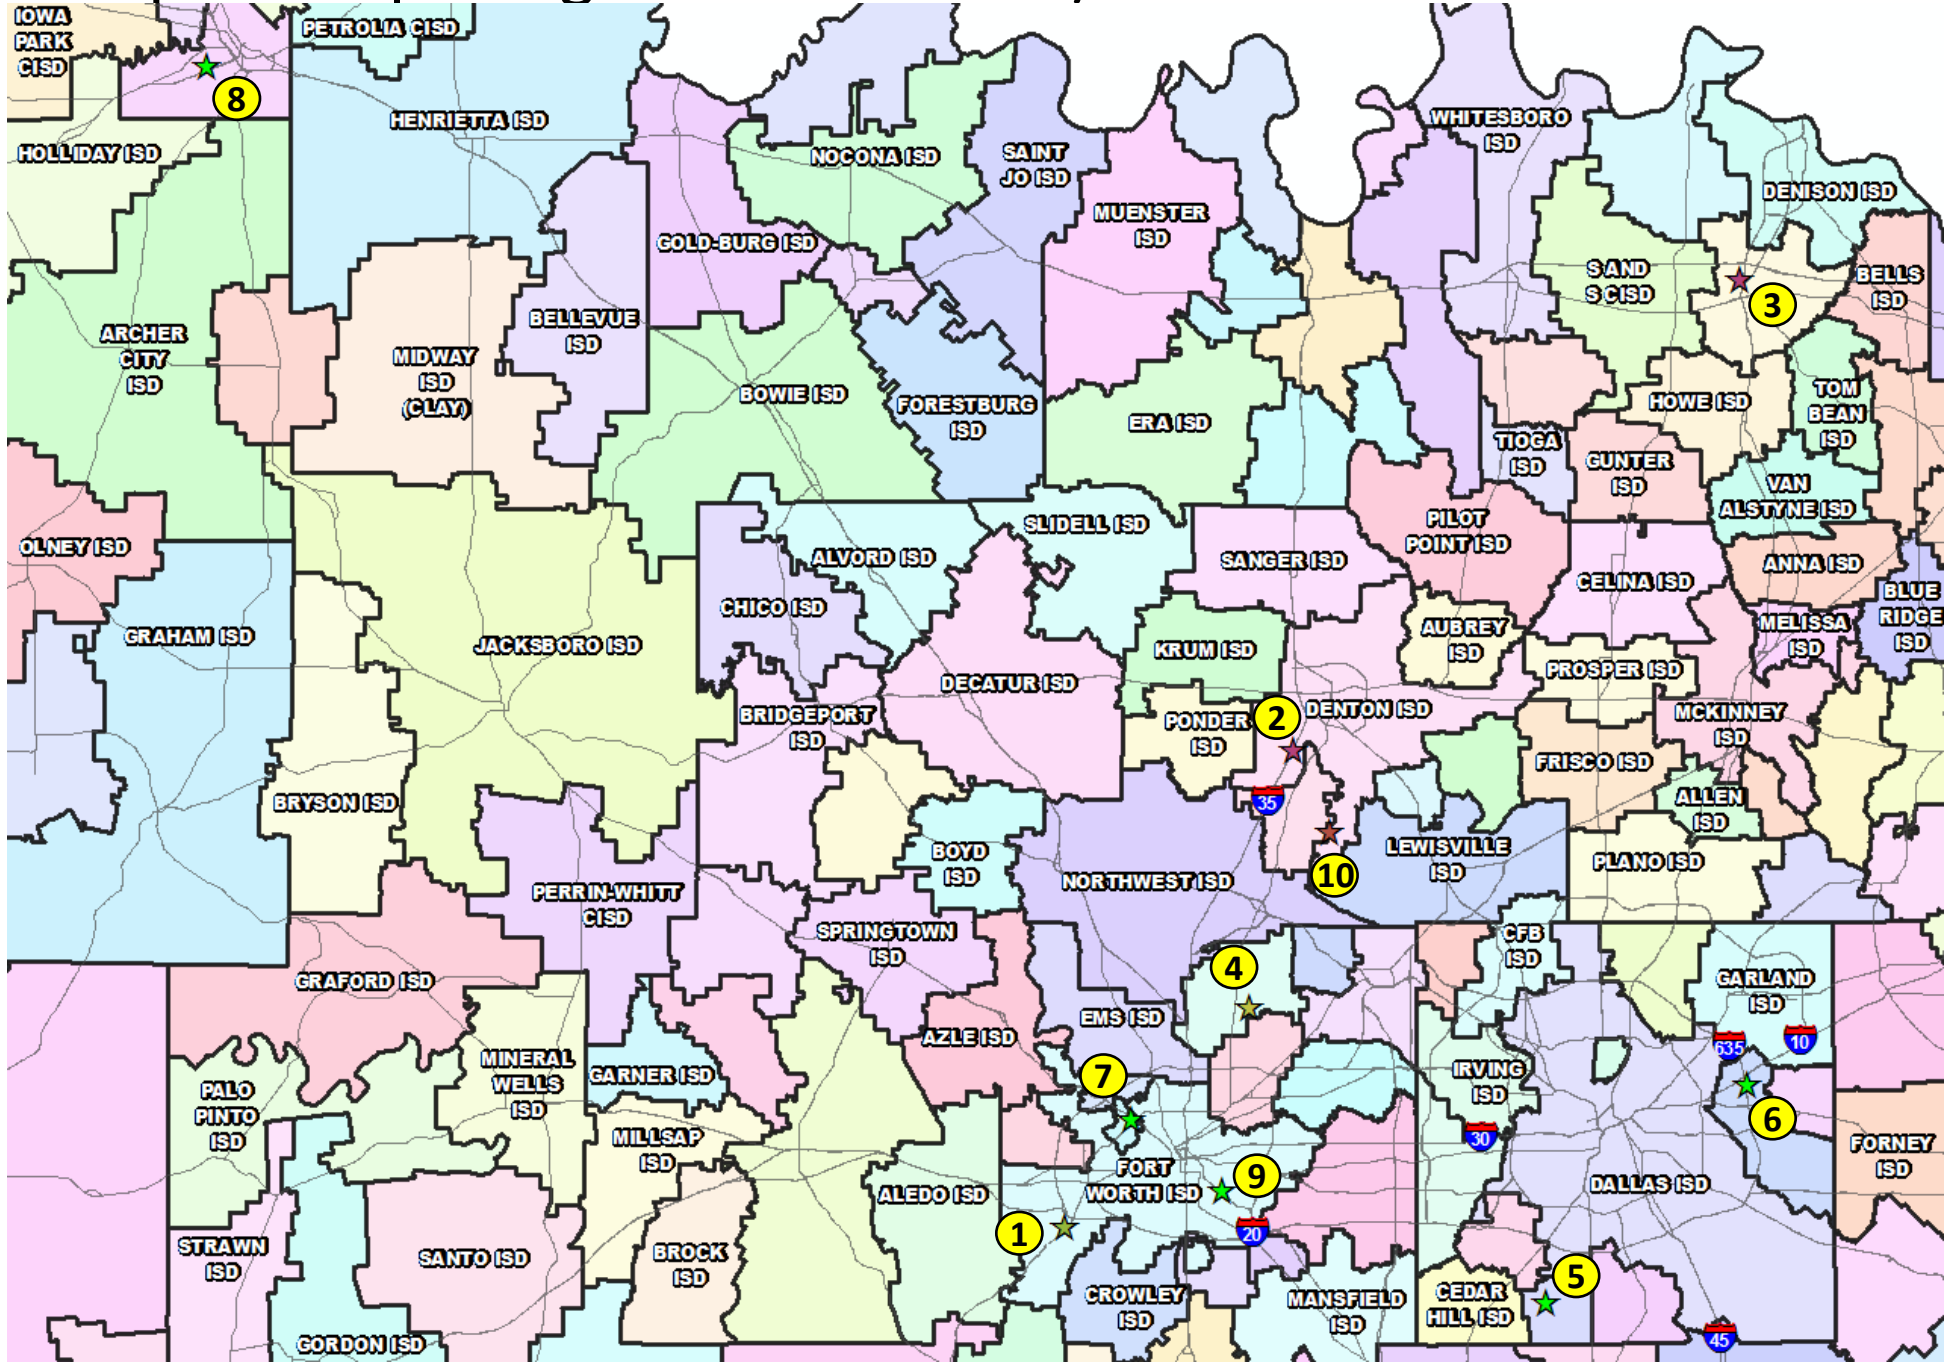 IOWA
PARK
CISD
PETROLIA CISD
8
HENRIETTA ISD
HOLLIDAY ISD
NOCONA ISD
SAINT
JO ISD
WHITESBORO
ISD
DENISON ISD
MUENSTER
ISD
GOLD-BURG ISD
S AND
S CISD
BELLS
ISD
3
ARCHER
CITY
ISD
BELLEVUE
ISD
MIDWAY
ISD
(CLAY)
BOWIE ISD
FORESTBURG
ISD
ERA ISD
HOWE ISD
TOM
BEAN
ISD
TIOGA
ISD
GUNTER
ISD
VAN
ALSTYNE ISD
OLNEY ISD
ALVORD ISD
SLIDELL ISD
SANGER ISD
PILOT
POINT ISD
CELINA ISD
ANNA ISD
BLUE
RIDGE
ISD
CHICO ISD
GRAHAM ISD
JACKSBORO ISD
KRUM ISD
AUBREY
ISD
MELISSA
ISD
PROSPER ISD
DECATUR ISD
BRIDGEPORT
ISD
PONDER
ISD
2
DENTON ISD
MCKINNEY
ISD
FRISCO ISD
BRYSON ISD
35
ALLEN
ISD
BOYD
ISD
NORTHWEST ISD
10
LEWISVILLE
ISD
PLANO ISD
PERRIN-WHITT
CISD
SPRINGTOWN
ISD
CFB
ISD
GRAFORD ISD
4
GARLAND
ISD
EMS ISD
AZLE ISD
635
10
MINERAL
WELLS
ISD
GARNER ISD
7
IRVING
ISD
PALO
PINTO
ISD
6
MILLSAP
ISD
30
FORNEY
ISD
FORT
WORTH ISD
9
DALLAS ISD
ALEDO ISD
1
20
STRAWN
ISD
SANTO ISD
BROCK
ISD
5
CROWLEY
ISD
MANSFIELD
ISD
CEDAR
HILL ISD
GORDON ISD
45